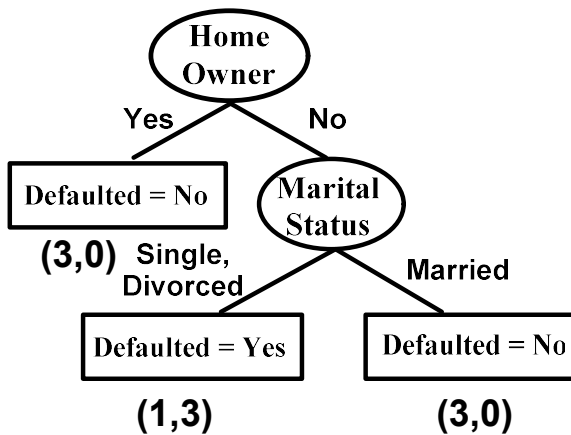 Home
Owner
Yes
No
Defaulted = No
Marital
Status
(3,0)
Single,
Divorced
Married
Defaulted = Yes
Defaulted = No
(1,3)
(3,0)